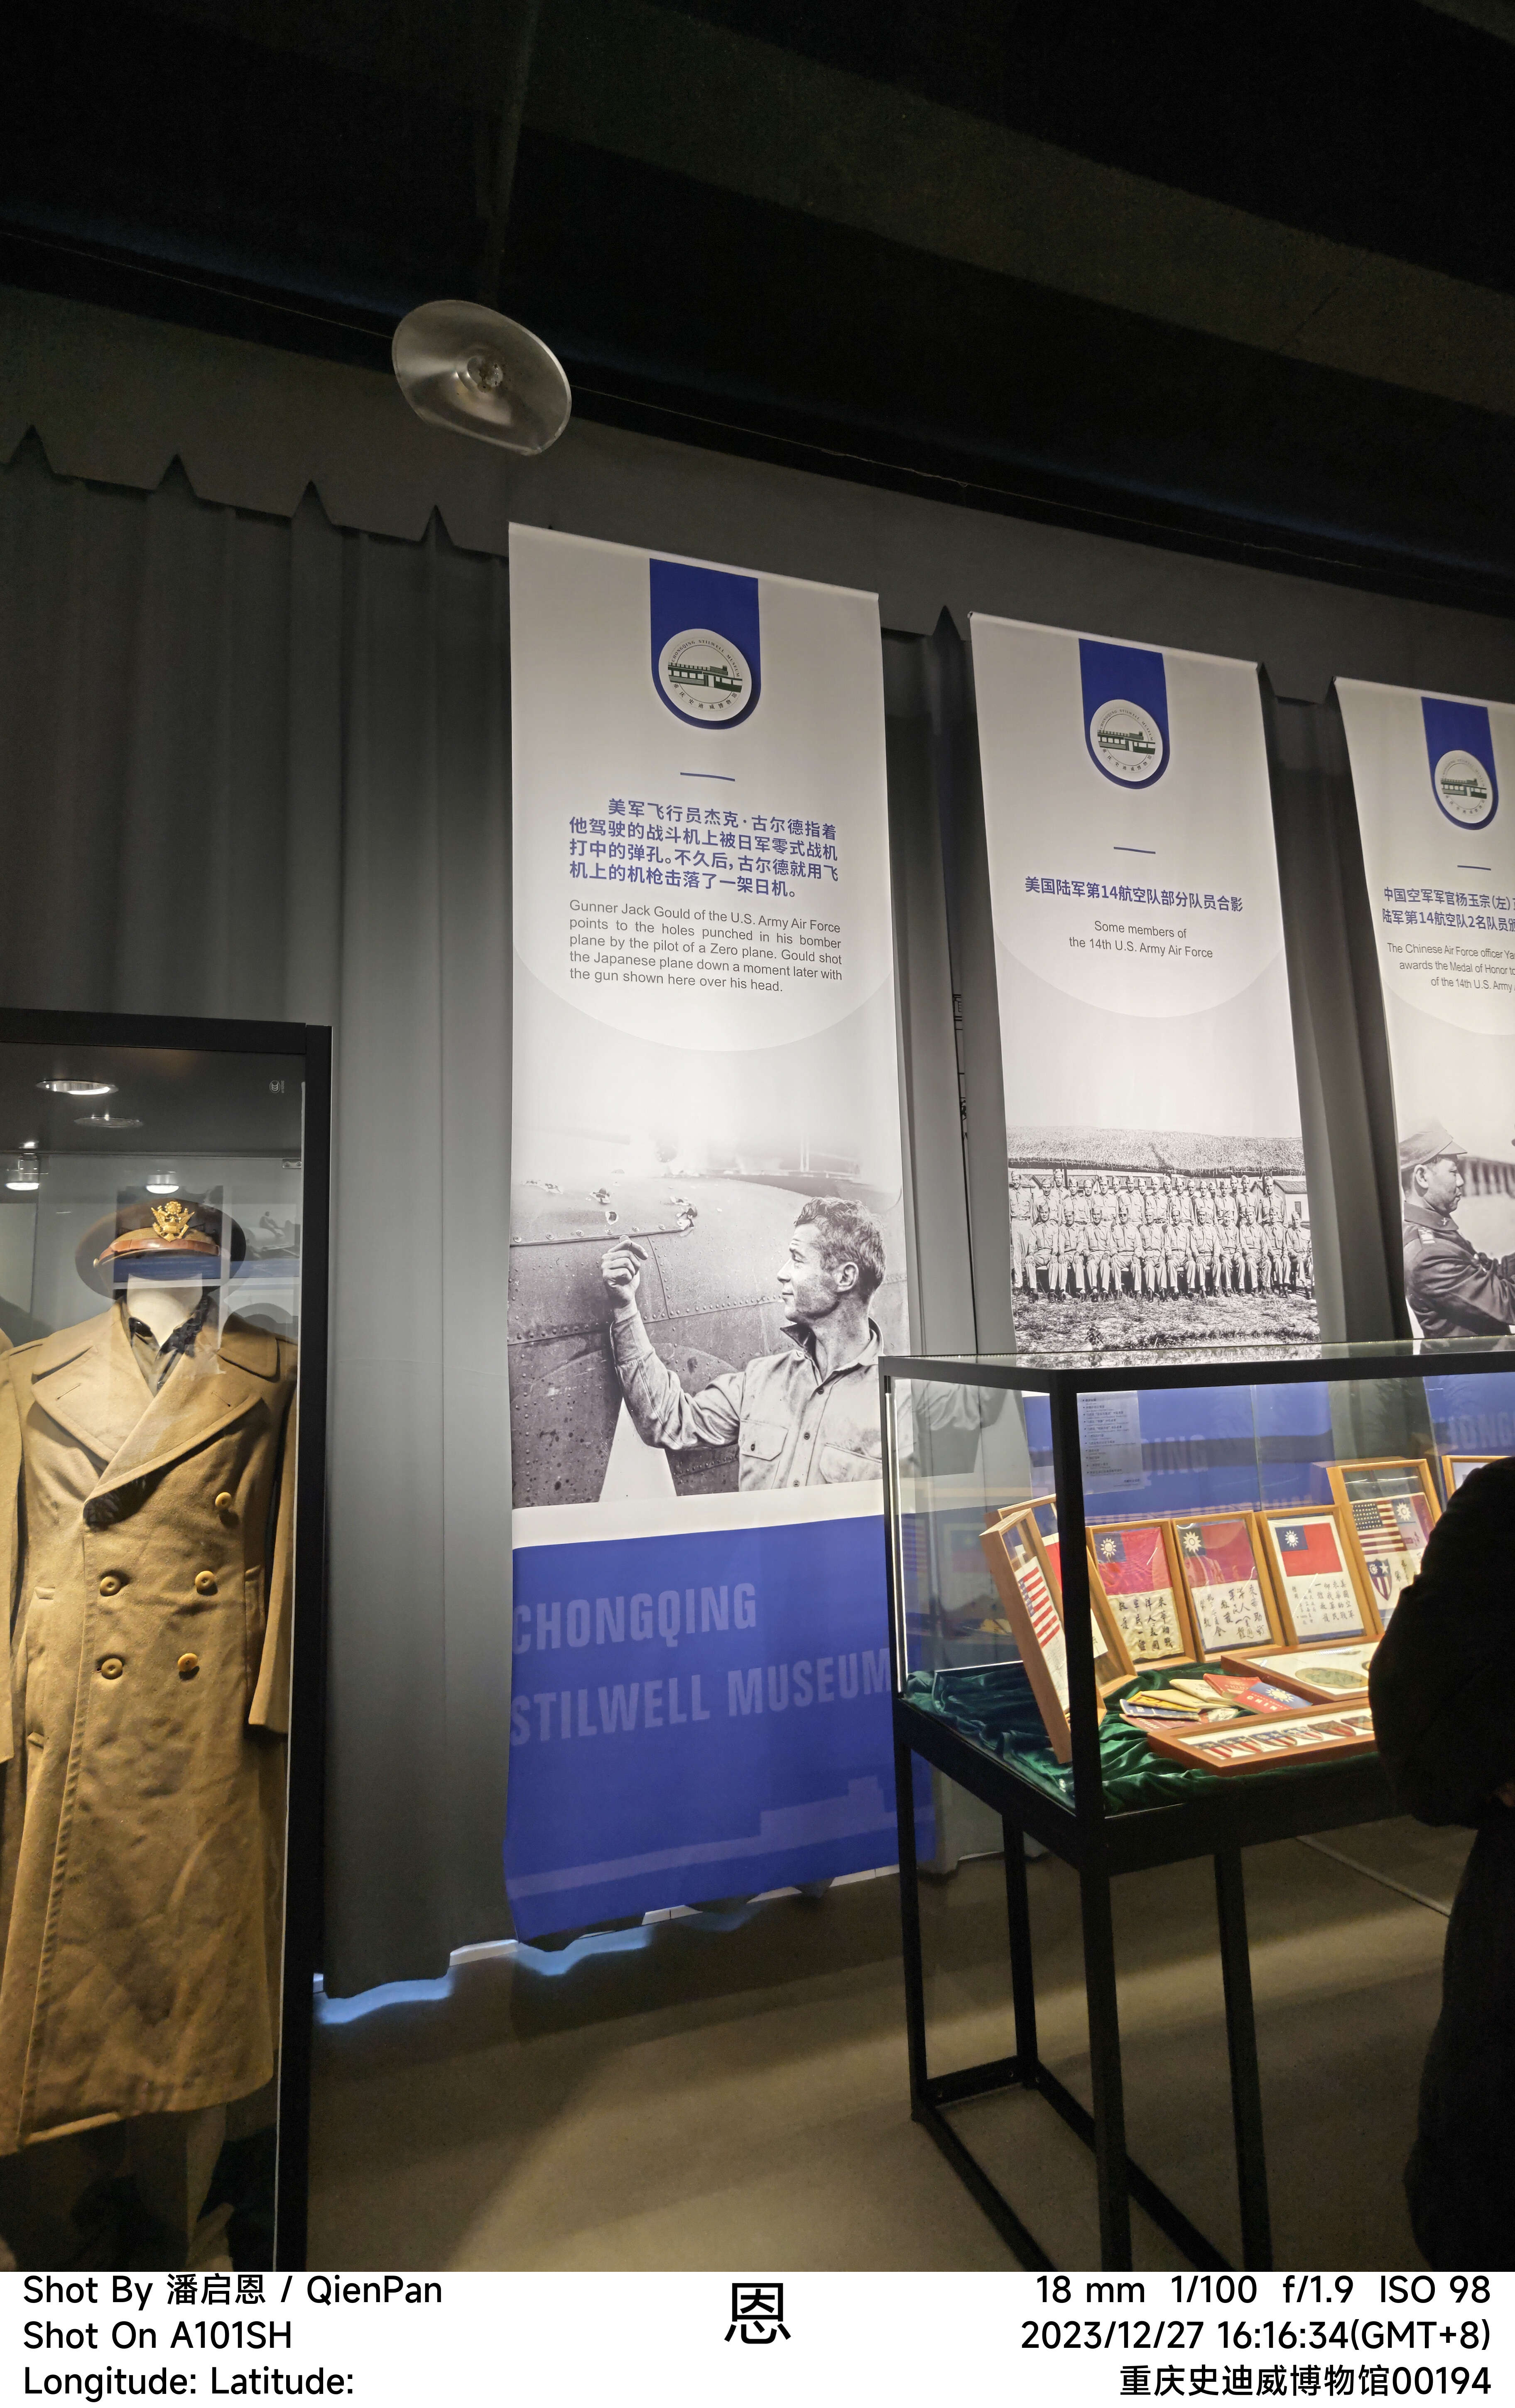 美军飞行员杰克·古尔德指着
他驾驶的战斗机上被日军零式战机
打中的弹孔。不久后,古尔德就用飞
机上的机枪击落了一架日机。
Gunner Jack Gould of the U.S. Army Air Force
points to the holes punched in his bomber
plane by the pilot of a Zero plane. Gould shot
the Japanese plane down a moment later with
the gun shown here over his head.
CHONGQING
STILWELL MUSEUM
美国陆军第14航空队部分队员合影
Some members of
the 14th U.S. Army Air Force
中国空军军官杨玉宗(左)
陆军第14航空队2名队员
The Chinese Air Force officer
awards the Medal of Honor to
of the 14th U.S. Army
Shot By 潘启恩 / QienPan
Shot On A101SH
Longitude: Latitude:
恩
18 mm 1/100 f/1.9 ISO 98
2023/12/27 16:16:34(GMT+8)
重庆史迪威博物馆00194